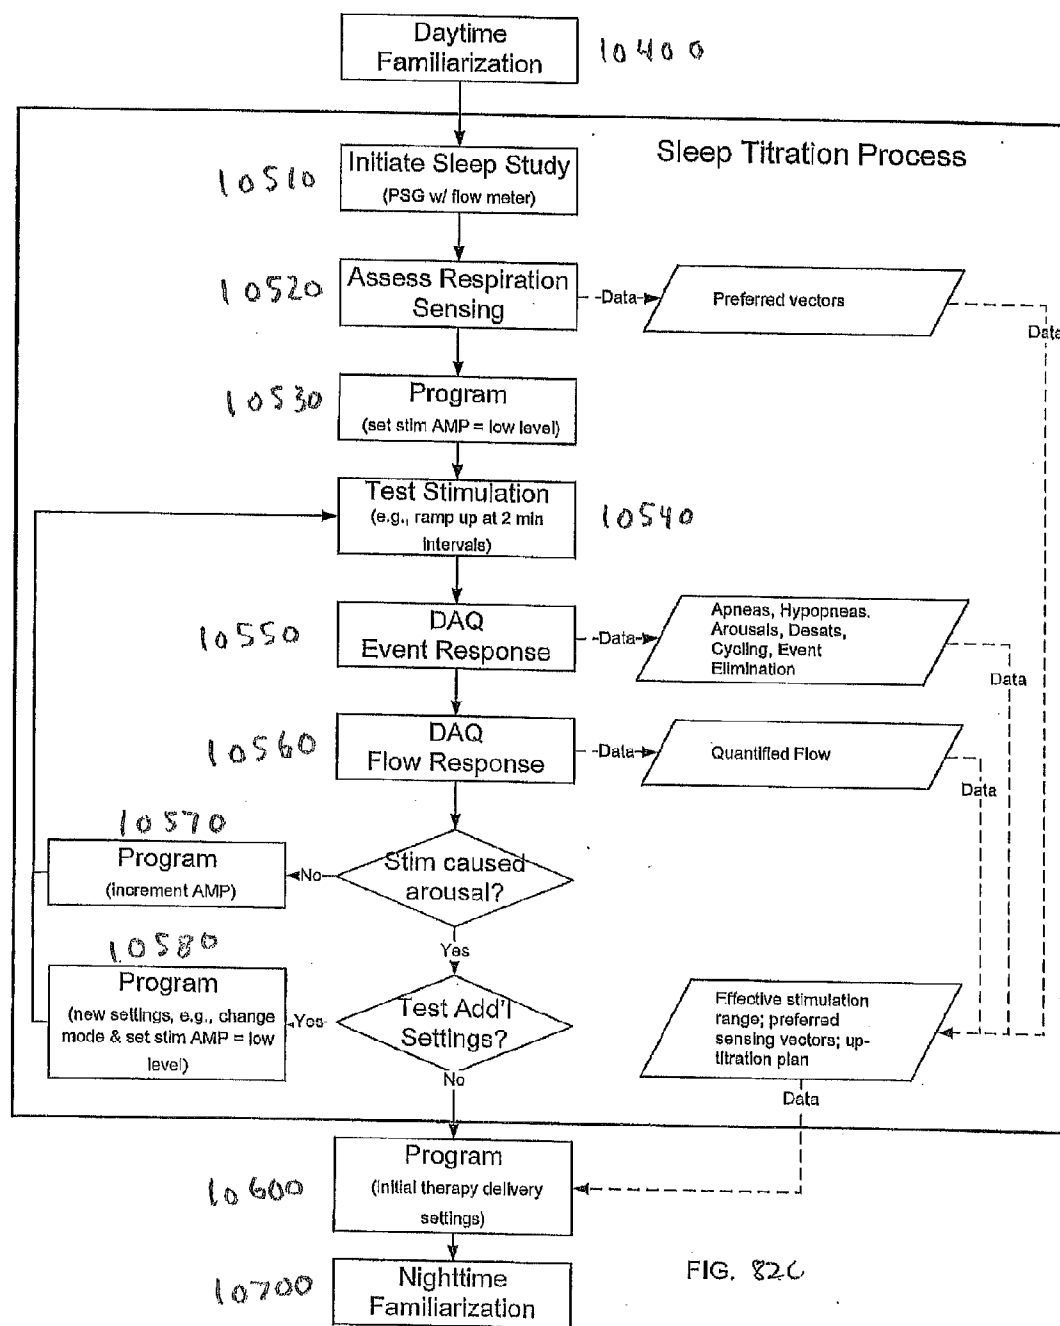 Daytime
Familiarization
10400
Sleep Titration Process
10510
Initiate Sleep Study
(PSG w/ flow meter)
10520
Assess Respiration
Sensing
Data
Preferred vectors
Data
10530
Program
(set stim AMP = low level)
Test Stimulation
(e.g., ramp up at 2 min
intervals)
10540
10550
DAQ
Event Response
Data
Apneas, Hypopneas.
Arousals, Desats,
Cycling, Event
Elimination
Data
10560
DAQ
Flow Response
Data
Quantified Flow
Data
10570
Program
(increment AMP)
No
Stim caused
arousal?
Yes
10580
Program
(new settings, e.g., change
mode & set stim AMP = low
level)
Yes
Test Add'l
Settings?
No
Effective stimulation
range; preferred
sensing vectors; up-
titration plan
Data
10600
Program
(initial therapy delivery
settings)
10700
Nighttime
Familiarization
FIG. 82C